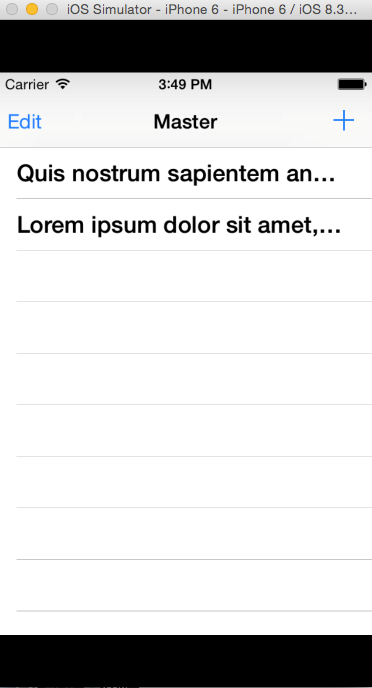 iOS Simulator - iPhone 6 - iPhone 6 / iOS 8.3...
Carrier 3:49 PM
Edit Master +
Quis nostrum sapientem an...
Lorem ipsum dolor sit amet,...